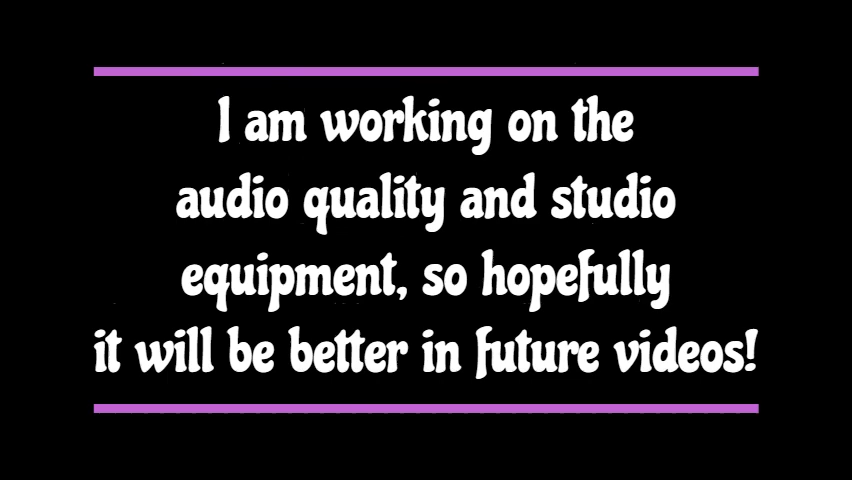 I am working on the
audio quality and studio
equipment, so hopefully
it will be better in future videos!